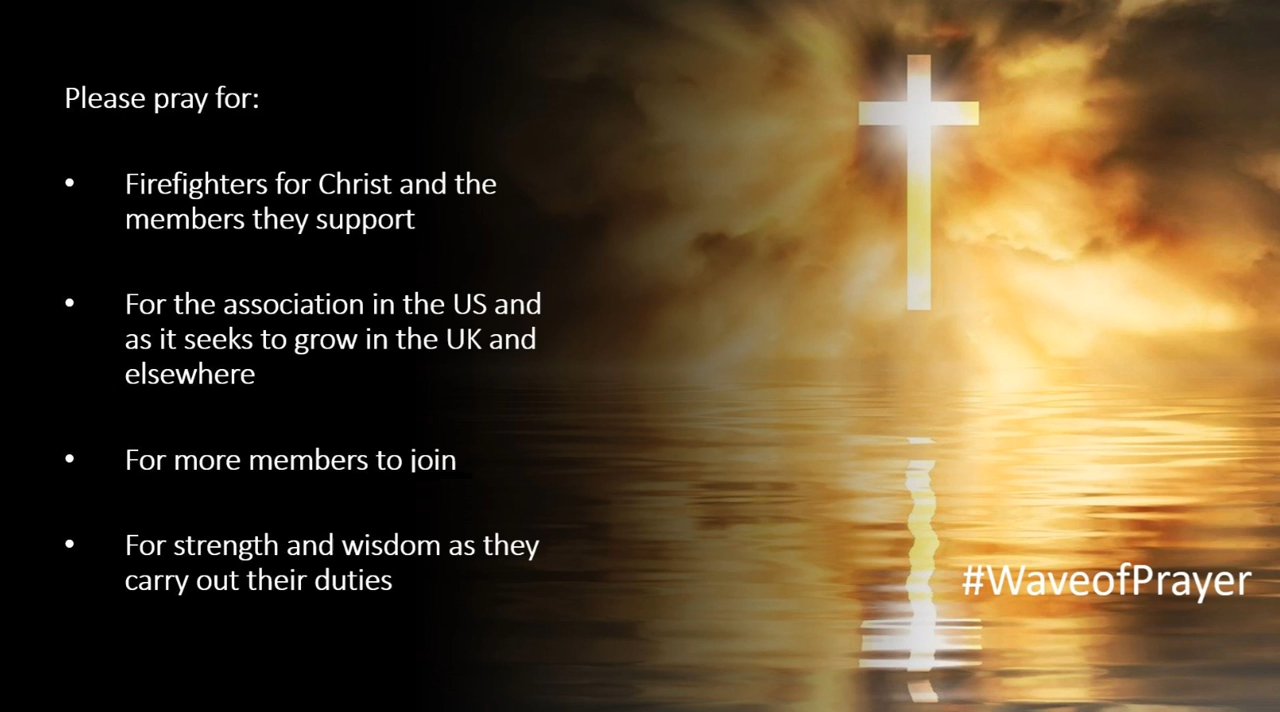 Please pray for:
• Firefighters for Christ and the
members they support
• For the association in the US and
as it seeks to grow in the UK and
elsewhere
• For more members to join
• For strength and wisdom as they
carry out their duties
#WaveofPrayer